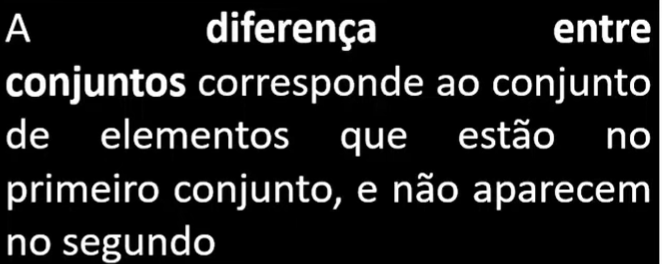 A diferença entre
conjuntos corresponde ao conjunto
de elementos que estão no
primeiro conjunto, e não aparecem
no segundo